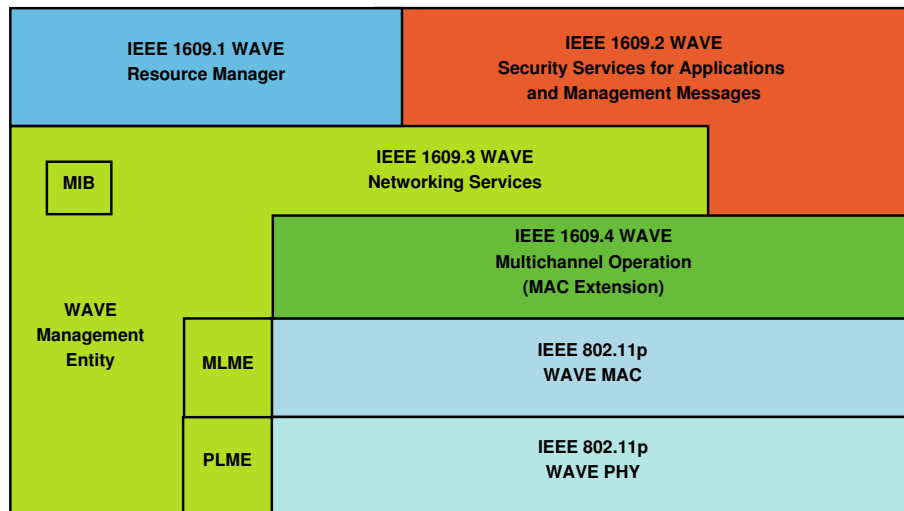 IEEE 1609.1 WAVE
Resource Manager
IEEE 1609.2 WAVE
Security Services for Applications
and Management Messages
IEEE 1609.3 WAVE
Networking Services
MIB
IEEE 1609.4 WAVE
Multichannel Operation
(MAC Extension)
WAVE
Management
Entity
MLME
IEEE 802.11p
WAVE MAC
PLME
IEEE 802.11p
WAVE PHY